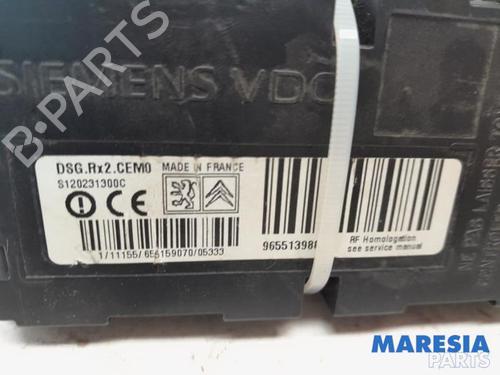 SIEMENS VDO
DSG.Rx2.CEM0 MADE IN FRANCE
S120231300C
CE
1/11155/655159070/05333
965513988
RF Homologation
see service manual
B PARTS
MARESIA
PARTS